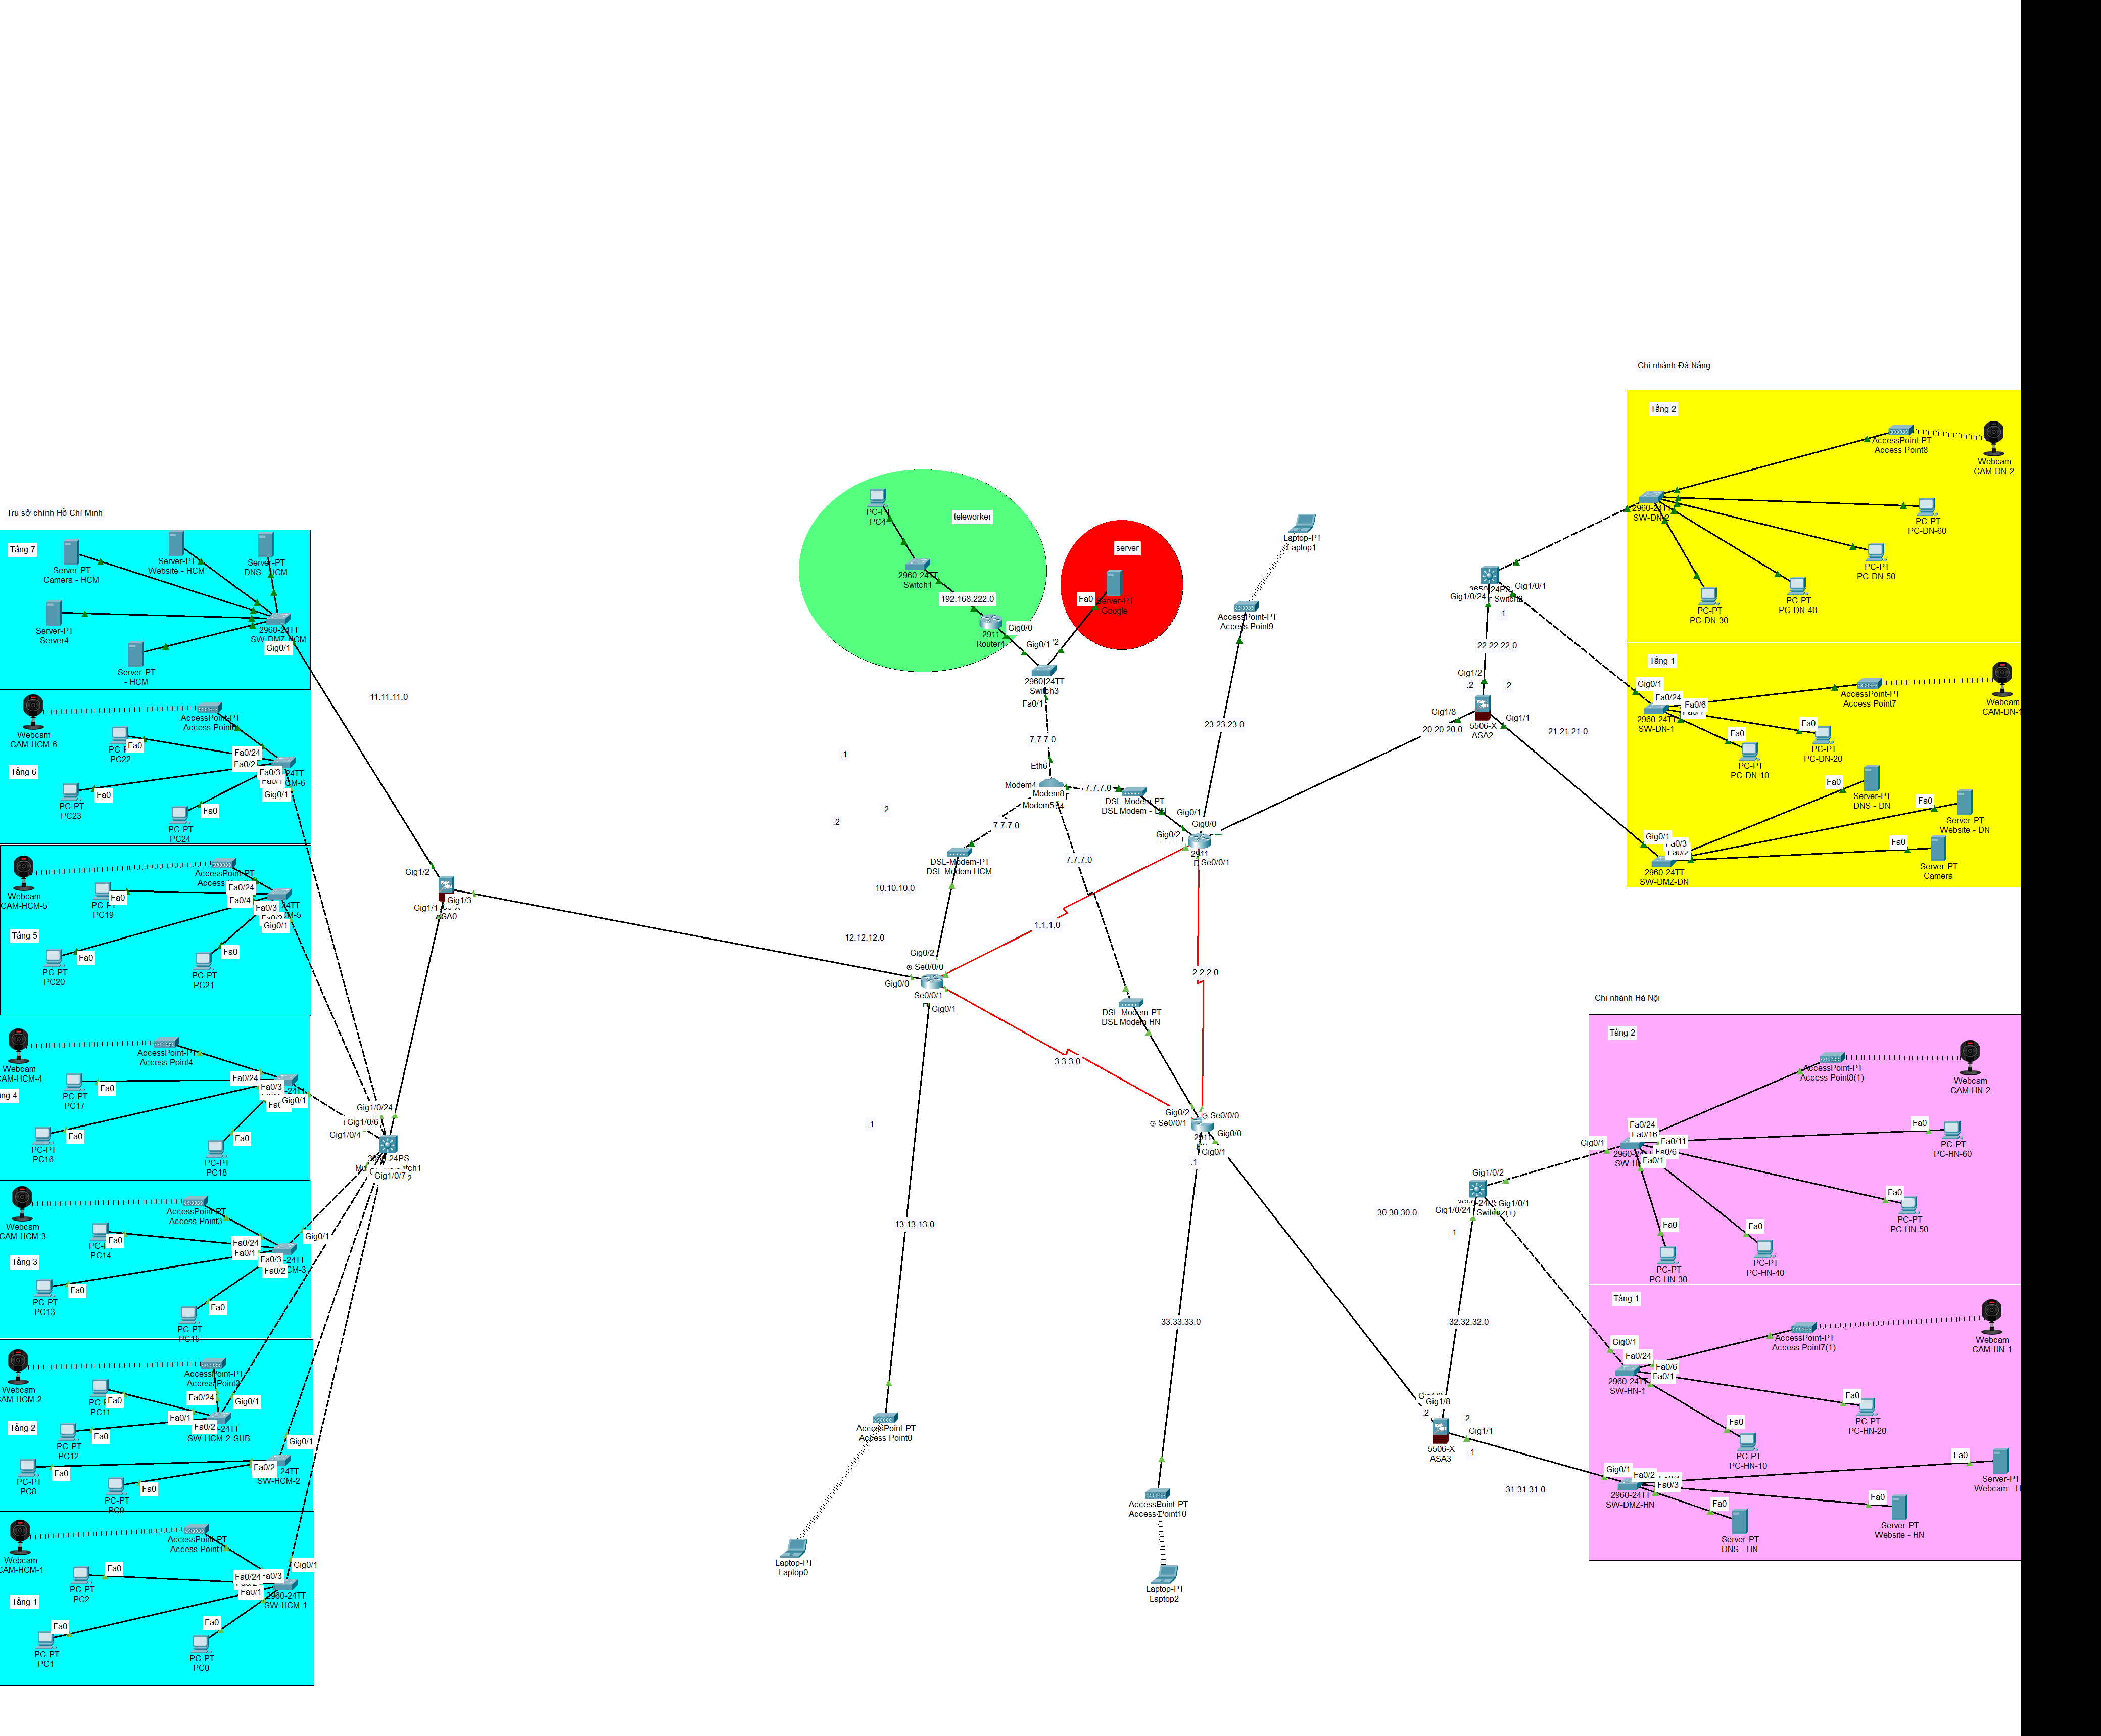 Trụ sở chính Hồ Chí Minh
Tầng 7
Server-PT
Camera - HCM
Server-PT
Website - HCM
Server-PT
DNS - HCM
Server-PT
Server4
Server-PT
- HCM
2960-24TT
SW-DMZ-HCM
Gig0/1
11.11.11.0
Webcam
CAM-HCM-6
AccessPoint-PT
PC22
Fa0
Tầng 6
Fa0/24
Fa0/2
Fa0/3
Gig0/1
PC-PT
PC23
Fa0
PC-PT
PC24
Fa0
Webcam
CAM-HCM-5
AccessPoint-PT
PC19
Fa0
Fa0/24
Fa0/4
Fa0/3
Gig0/1
Tầng 5
PC-PT
PC20
Fa0
PC-PT
PC21
Fa0
Webcam
CAM-HCM-4
AccessPoint-PT
Access Point4
PC-PT
PC17
Fa0
Fa0/24
Fa0/3
Gig0/1
PC-PT
PC16
Fa0
PC-PT
PC18
Fa0
Webcam
CAM-HCM-3
AccessPoint-PT
Access Point3
PC14
Fa0
Gig0/1
Fa0/24
Fa0/1
Fa0/3
Fa0/2
Tầng 3
PC-PT
PC13
Fa0
PC-PT
PC15
Fa0
Webcam
CAM-HCM-2
AccessPoint-PT
PC11
Fa0
Fa0/24
Gig0/1
Fa0/1
Fa0/2
SW-HCM-2-SUB
Tầng 2
PC-PT
PC12
Fa0
Gig0/1
Fa0/2
SW-HCM-2
PC-PT
PC8
Fa0
PC-PT
PC9
Fa0
Webcam
CAM-HCM-1
AccessPoint-PT
Access Point1
PC-PT
PC2
Fa0
Gig0/1
Fa0/24
Fa0/3
Fa0/1
2960-24TT
SW-HCM-1
Tầng 1
PC-PT
PC1
Fa0
PC-PT
PC0
Fa0
Gig1/2
Gig1/1
Gig1/3
Gig1/0/24
Gig1/0/6
Gig1/0/4
Gig1/0/7
teleworker
PC-PT
PC4
2960-24TT
Switch1
192.168.222.0
Gig0/0
2911
Router4
Gig0/1
server
Fa0
Server-PT
Google
2960-24TT
Switch3
Fa0/1
7.7.7.0
Eth6
Modem4
Modem8
Modem5
7.7.7.0
DSL-Modem-PT
DSL Modem - DN
7.7.7.0
7.7.7.0
DSL-Modem-PT
DSL Modem HCM
.1
.2
.2
10.10.10.0
12.12.12.0
Gig0/2
Se0/0/0
Gig0/0
Se0/0/1
Gig0/1
1.1.1.0
2.2.2.0
3.3.3.0
DSL-Modem-PT
DSL Modem HN
Laptop-PT
Laptop1
AccessPoint-PT
Access Point9
23.23.23.0
Gig0/1
Gig0/0
Gig0/2
2911
Se0/0/1
Gig0/2
Se0/0/0
Se0/0/1
Gig0/0
2911
Gig0/1
.1
.1
13.13.13.0
AccessPoint-PT
Access Point0
Laptop-PT
Laptop0
33.33.33.0
AccessPoint-PT
Access Point10
Laptop-PT
Laptop2
Gig1/0/1
Gig1/0/24
.1
22.22.22.0
Gig1/2
.2
.2
Gig1/8
Gig1/1
20.20.20.0
5506-X
ASA2
21.21.21.0
Chi nhánh Đà Nẵng
Tầng 2
AccessPoint-PT
Access Point8
Webcam
CAM-DN-2
SW-DN-2
PC-PT
PC-DN-60
PC-PT
PC-DN-50
PC-PT
PC-DN-40
PC-PT
PC-DN-30
Tầng 1
Gig0/1
Fa0/24
Fa0/6
2960-24TT
SW-DN-1
AccessPoint-PT
Access Point7
Webcam
Fa0
PC-PT
PC-DN-20
Fa0
PC-PT
PC-DN-10
Fa0
Server-PT
DNS - DN
Fa0
Server-PT
Website - DN
Fa0
Server-PT
Camera
Gig0/1
2960-24TT
SW-DMZ-DN
Chi nhánh Hà Nội
Tầng 2
AccessPoint-PT
Access Point8(1)
Webcam
CAM-HN-2
Gig0/1
Fa0/24
Fa0/11
Fa0/6
Fa0/1
Fa0
PC-PT
PC-HN-60
Fa0
PC-PT
PC-HN-50
Fa0
PC-PT
PC-HN-40
Fa0
PC-PT
PC-HN-30
Gig1/0/2
Gig1/0/1
Gig1/0/24
.1
30.30.30.0
32.32.32.0
Gig1/8
.2
.2
Gig1/1
.1
5506-X
ASA3
31.31.31.0
Tầng 1
Gig0/1
Fa0/24
Fa0/6
Fa0/1
2960-24TT
SW-HN-1
AccessPoint-PT
Access Point7(1)
Webcam
CAM-HN-1
Fa0
PC-PT
PC-HN-20
Fa0
PC-PT
PC-HN-10
Gig0/1
Fa0/2
Fa0/3
2960-24TT
SW-DMZ-HN
Fa0
Server-PT
Fa0
Server-PT
Website - HN
Fa0
Server-PT
DNS - HN